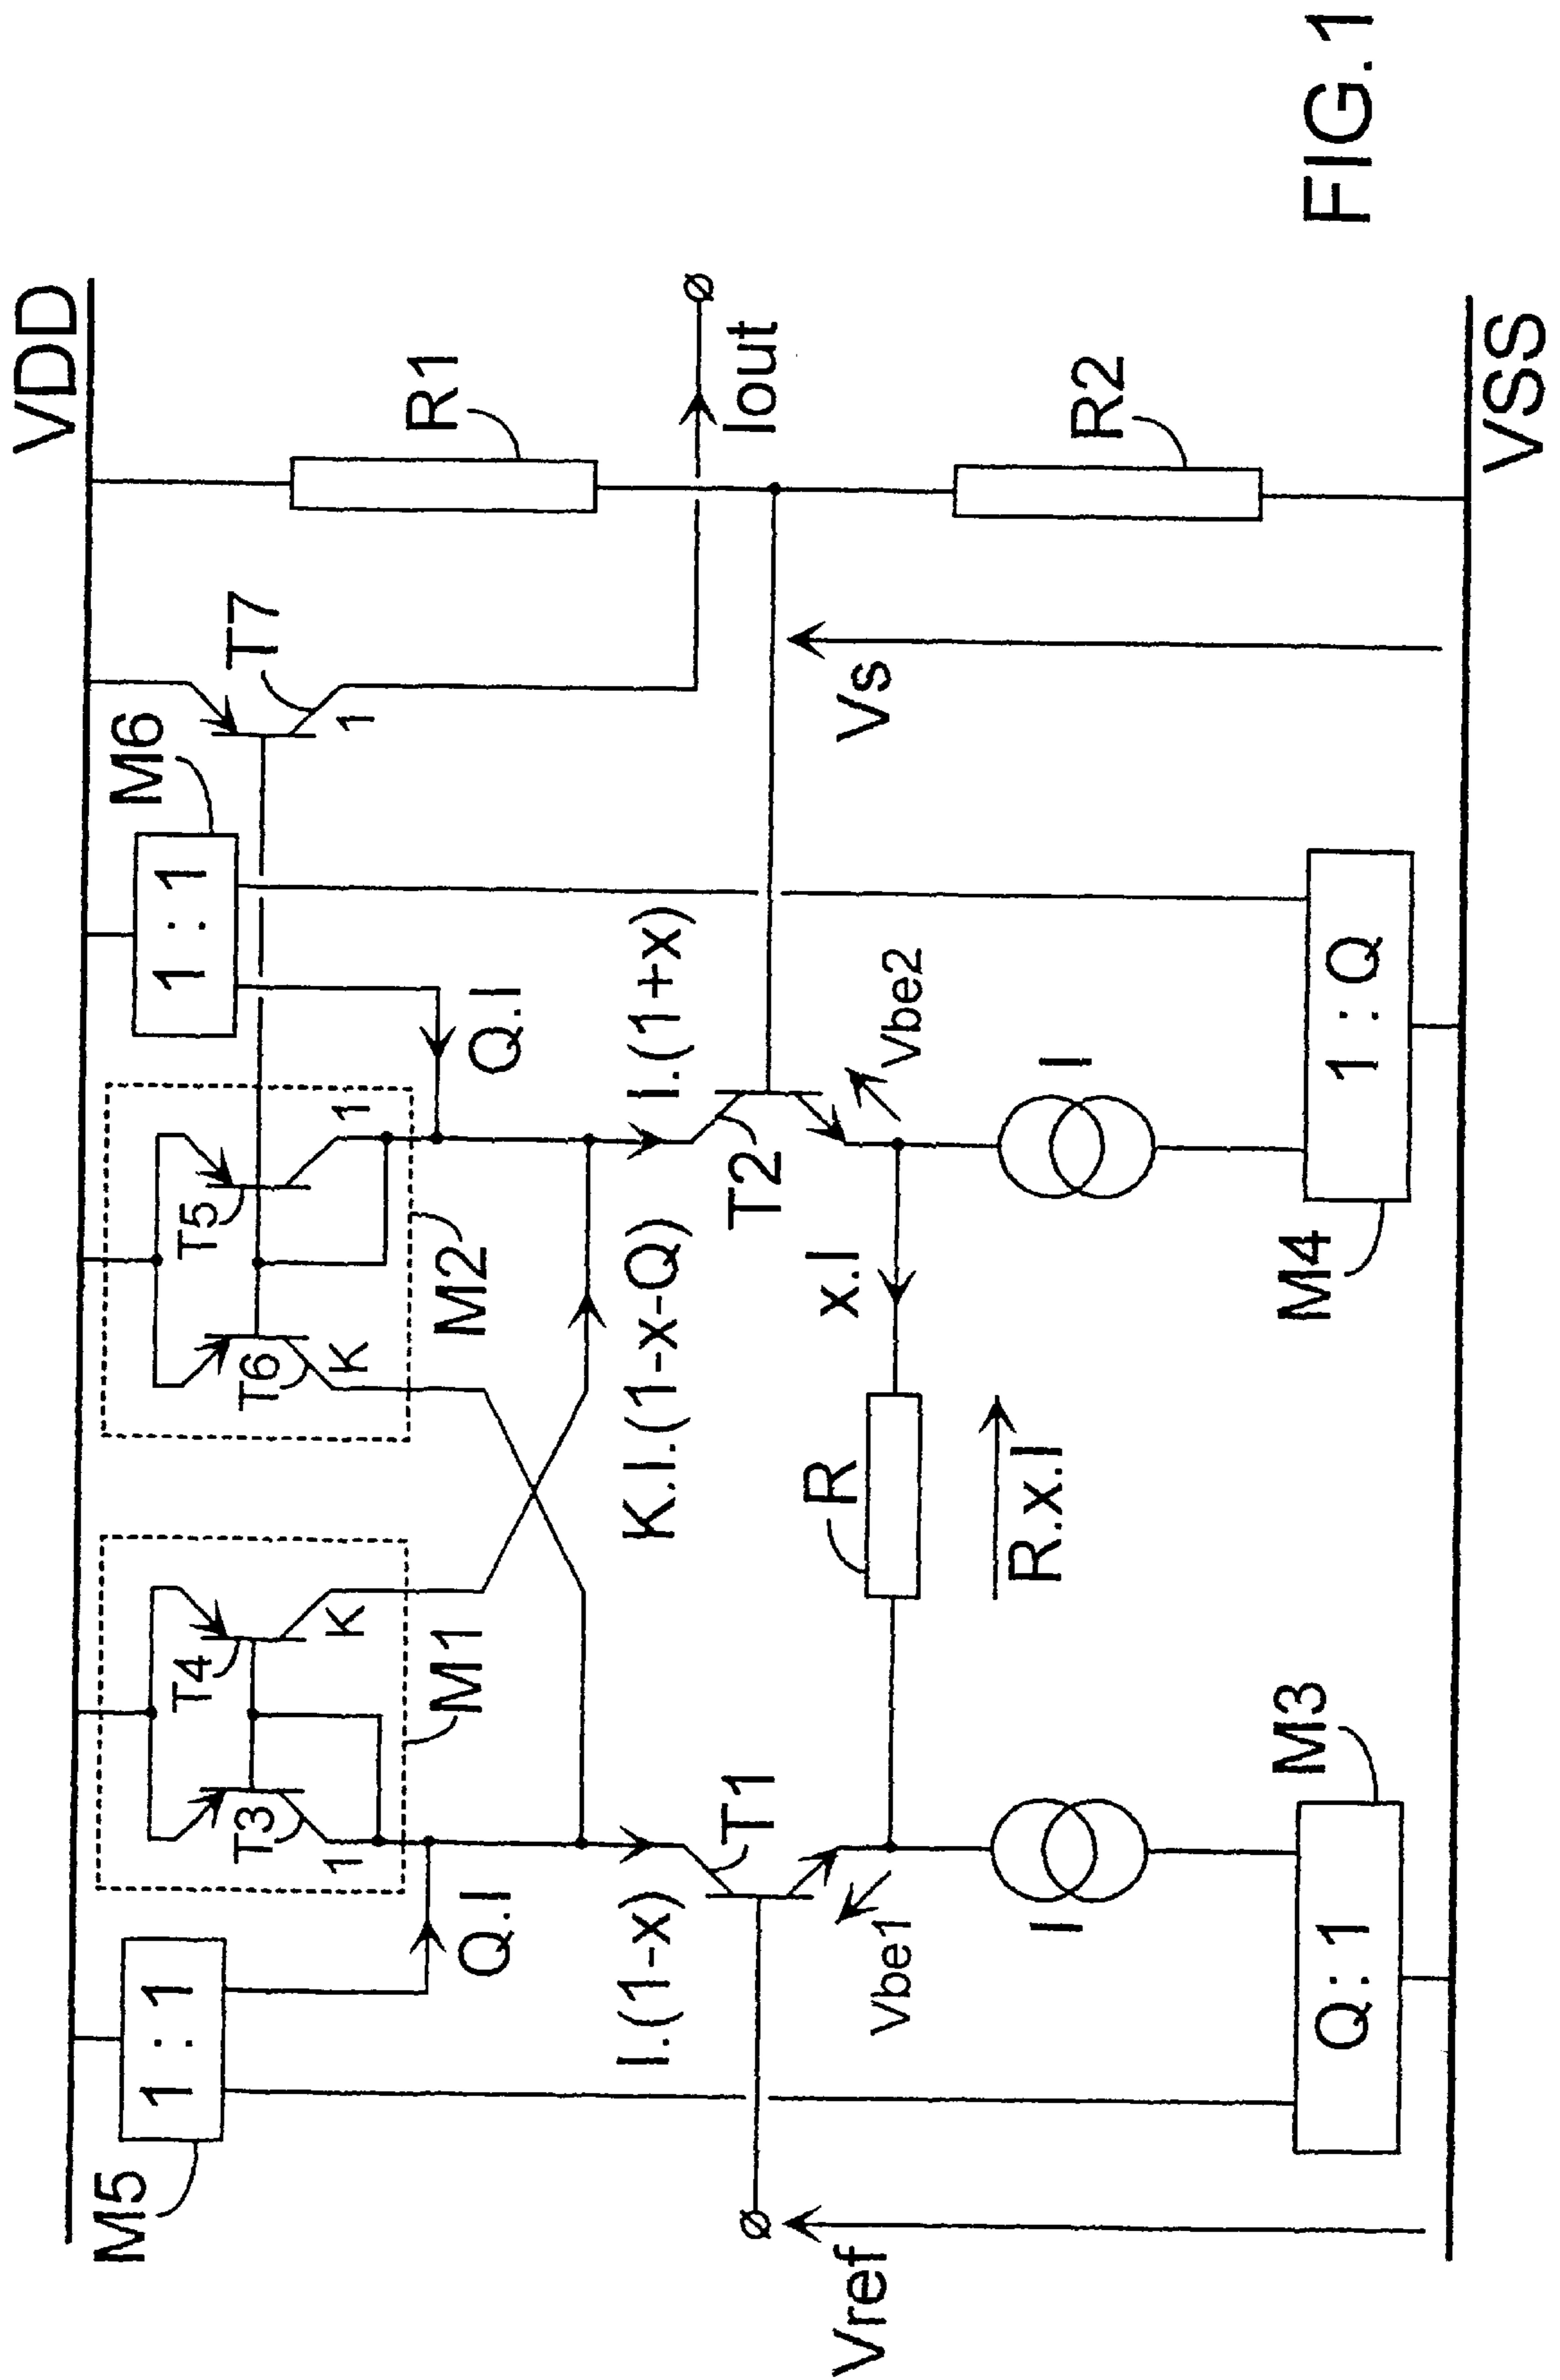 VDD
M5
1 : 1
T3
T4
T6
T5
1 : 1
M6
T7
1
K
K
1
1
R1
Q.I
M1
M2
Q.I
I.(1-x)
K.I.(1-x-Q)
I.(1+x)
Iout
T1
T2
Vref
Vbe1
R
x.I
Vbe2
Vs
R.x.I
I
I
R2
M3
M4
Q : 1
1 : Q
VSS
FIG. 1